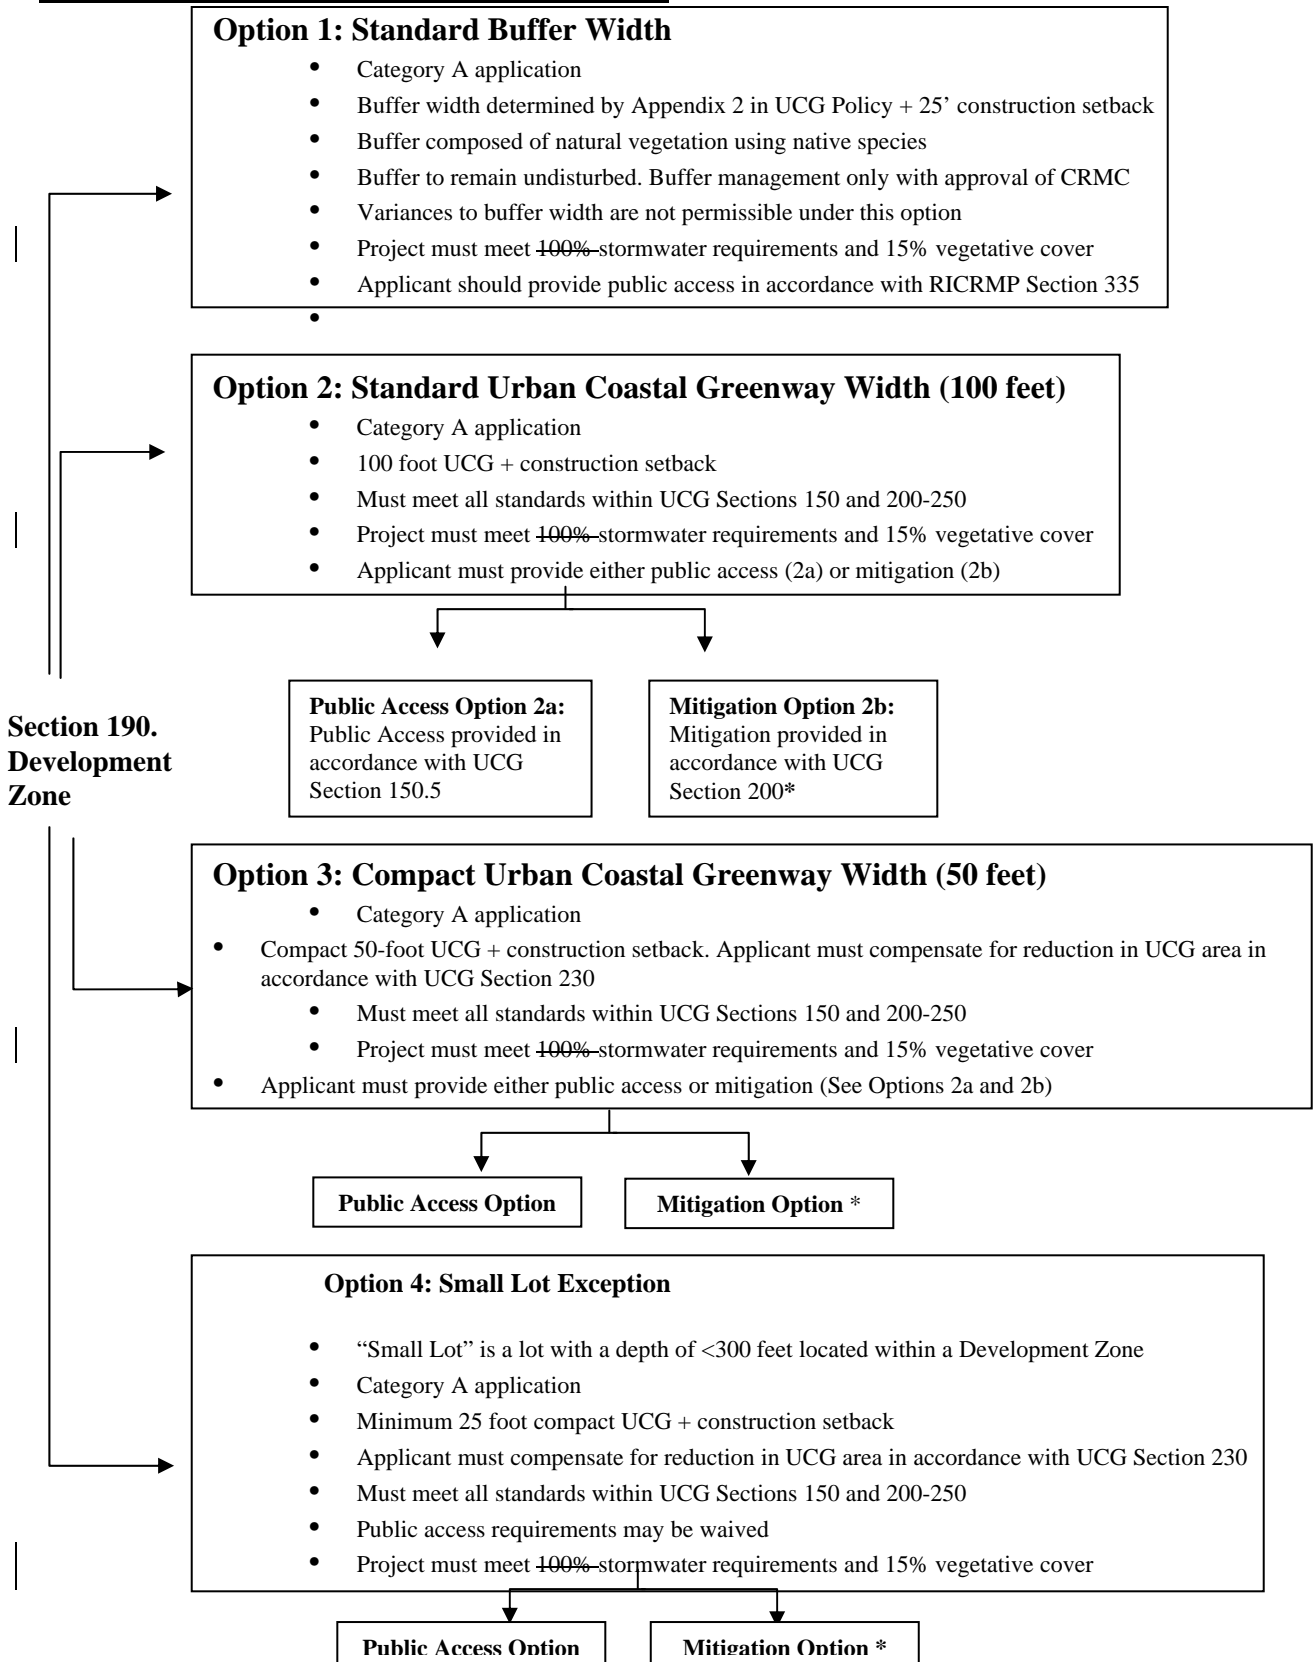 Option 1: Standard Buffer Width
• Category A application
• Buffer width determined by Appendix 2 in UCG Policy + 25’ construction setback
• Buffer composed of natural vegetation using native species
• Buffer to remain undisturbed. Buffer management only with approval of CRMC
• Variances to buffer width are not permissible under this option
• Project must meet 100% stormwater requirements and 15% vegetative cover
• Applicant should provide public access in accordance with RICRMP Section 335
•
Option 2: Standard Urban Coastal Greenway Width (100 feet)
• Category A application
• 100 foot UCG + construction setback
• Must meet all standards within UCG Sections 150 and 200-250
• Project must meet 100% stormwater requirements and 15% vegetative cover
• Applicant must provide either public access (2a) or mitigation (2b)
Public Access Option 2a:
Public Access provided in
accordance with UCG
Section 150.5
Mitigation Option 2b:
Mitigation provided in
accordance with UCG
Section 200*
Section 190.
Development
Zone
Option 3: Compact Urban Coastal Greenway Width (50 feet)
• Category A application
• Compact 50-foot UCG + construction setback. Applicant must compensate for reduction in UCG area in
accordance with UCG Section 230
• Must meet all standards within UCG Sections 150 and 200-250
• Project must meet 100% stormwater requirements and 15% vegetative cover
• Applicant must provide either public access or mitigation (See Options 2a and 2b)
Public Access Option
Mitigation Option *
Option 4: Small Lot Exception
• “Small Lot” is a lot with a depth of <300 feet located within a Development Zone
• Category A application
• Minimum 25 foot compact UCG + construction setback
• Applicant must compensate for reduction in UCG area in accordance with UCG Section 230
• Must meet all standards within UCG Sections 150 and 200-250
• Public access requirements may be waived
• Project must meet 100% stormwater requirements and 15% vegetative cover
Public Access Option
Mitigation Option *